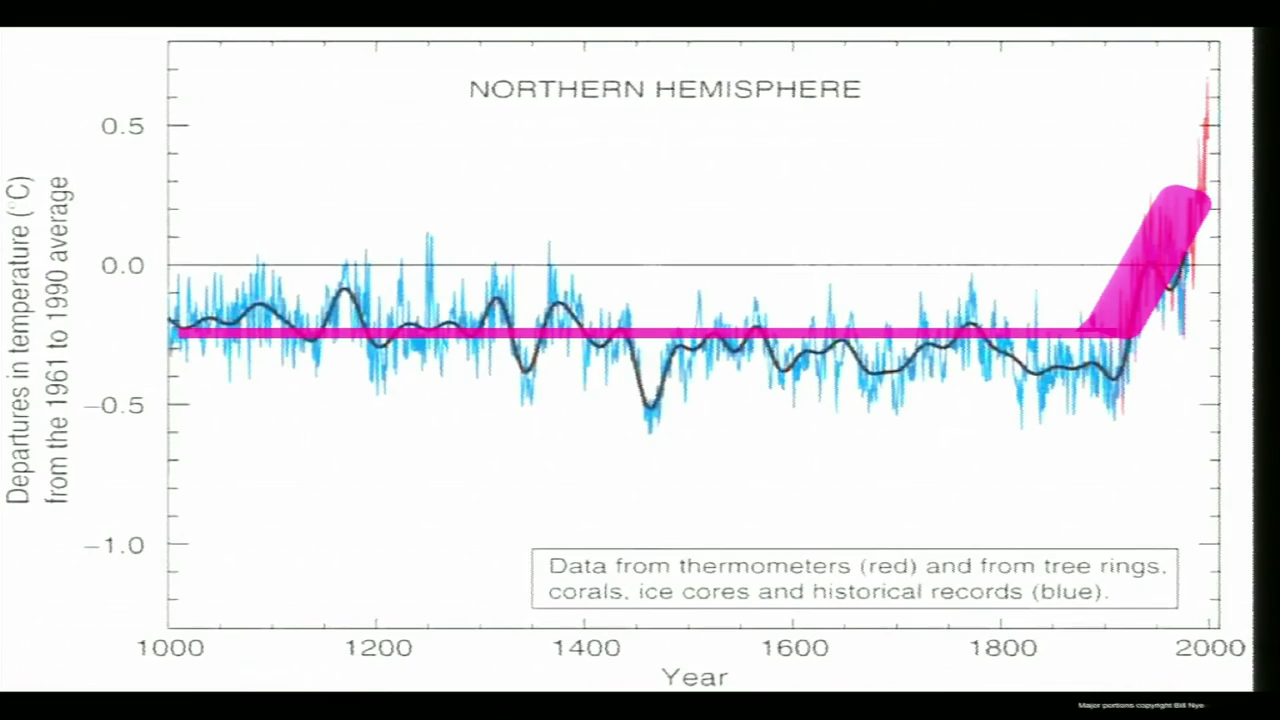 NORTHERN HEMISPHERE
Departures in temperature (°C)
from the 1961 to 1990 average
0.5
0.0
−0.5
−1.0
Data from thermometers (red) and from tree rings,
corals, ice cores and historical records (blue).
1000 1200 1400 1600 1800 2000
Year
Major portions copyright Bill Nye